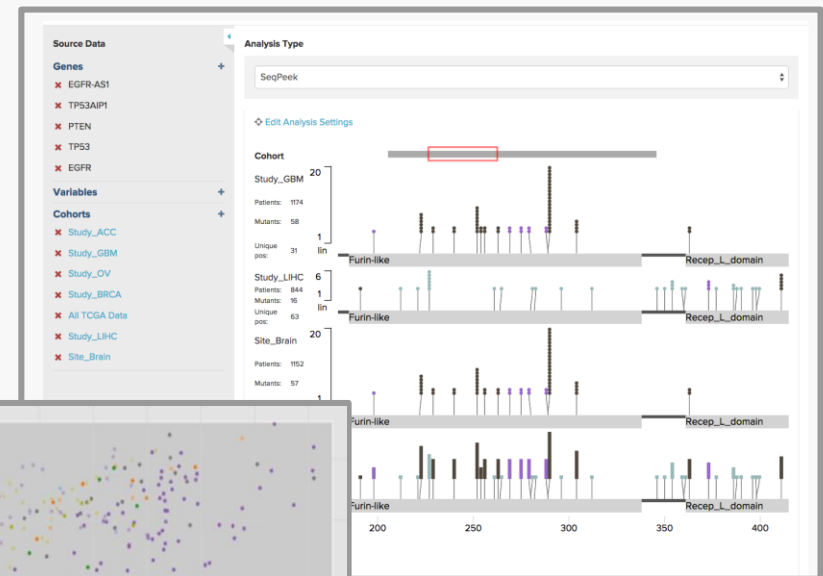 Source Data
Genes +
EGFR-AS1
TP53AIP1
PTEN
TP53
EGFR
Variables +
Cohorts +
Study_ACC
Study_GBM
Study_OV
Study_BRCA
All TCGA Data
Study_LIHC
Site_Brain
Analysis Type
SeqPeek
Edit Analysis Settings
Cohort
Study_GBM 20
Patients: 1174
Mutants: 58
1
Unique pos: 31 lin
Furin-like Recep_L_domain
Study_LIHC 6
Patients: 844
Mutants: 16 1
Unique pos: 63 lin
Furin-like Recep_L_domain
Site_Brain 20
Patients: 1152
Mutants: 57
1
Furin-like Recep_L_domain
Furin-like Recep_L_domain
200 250 300 350 400